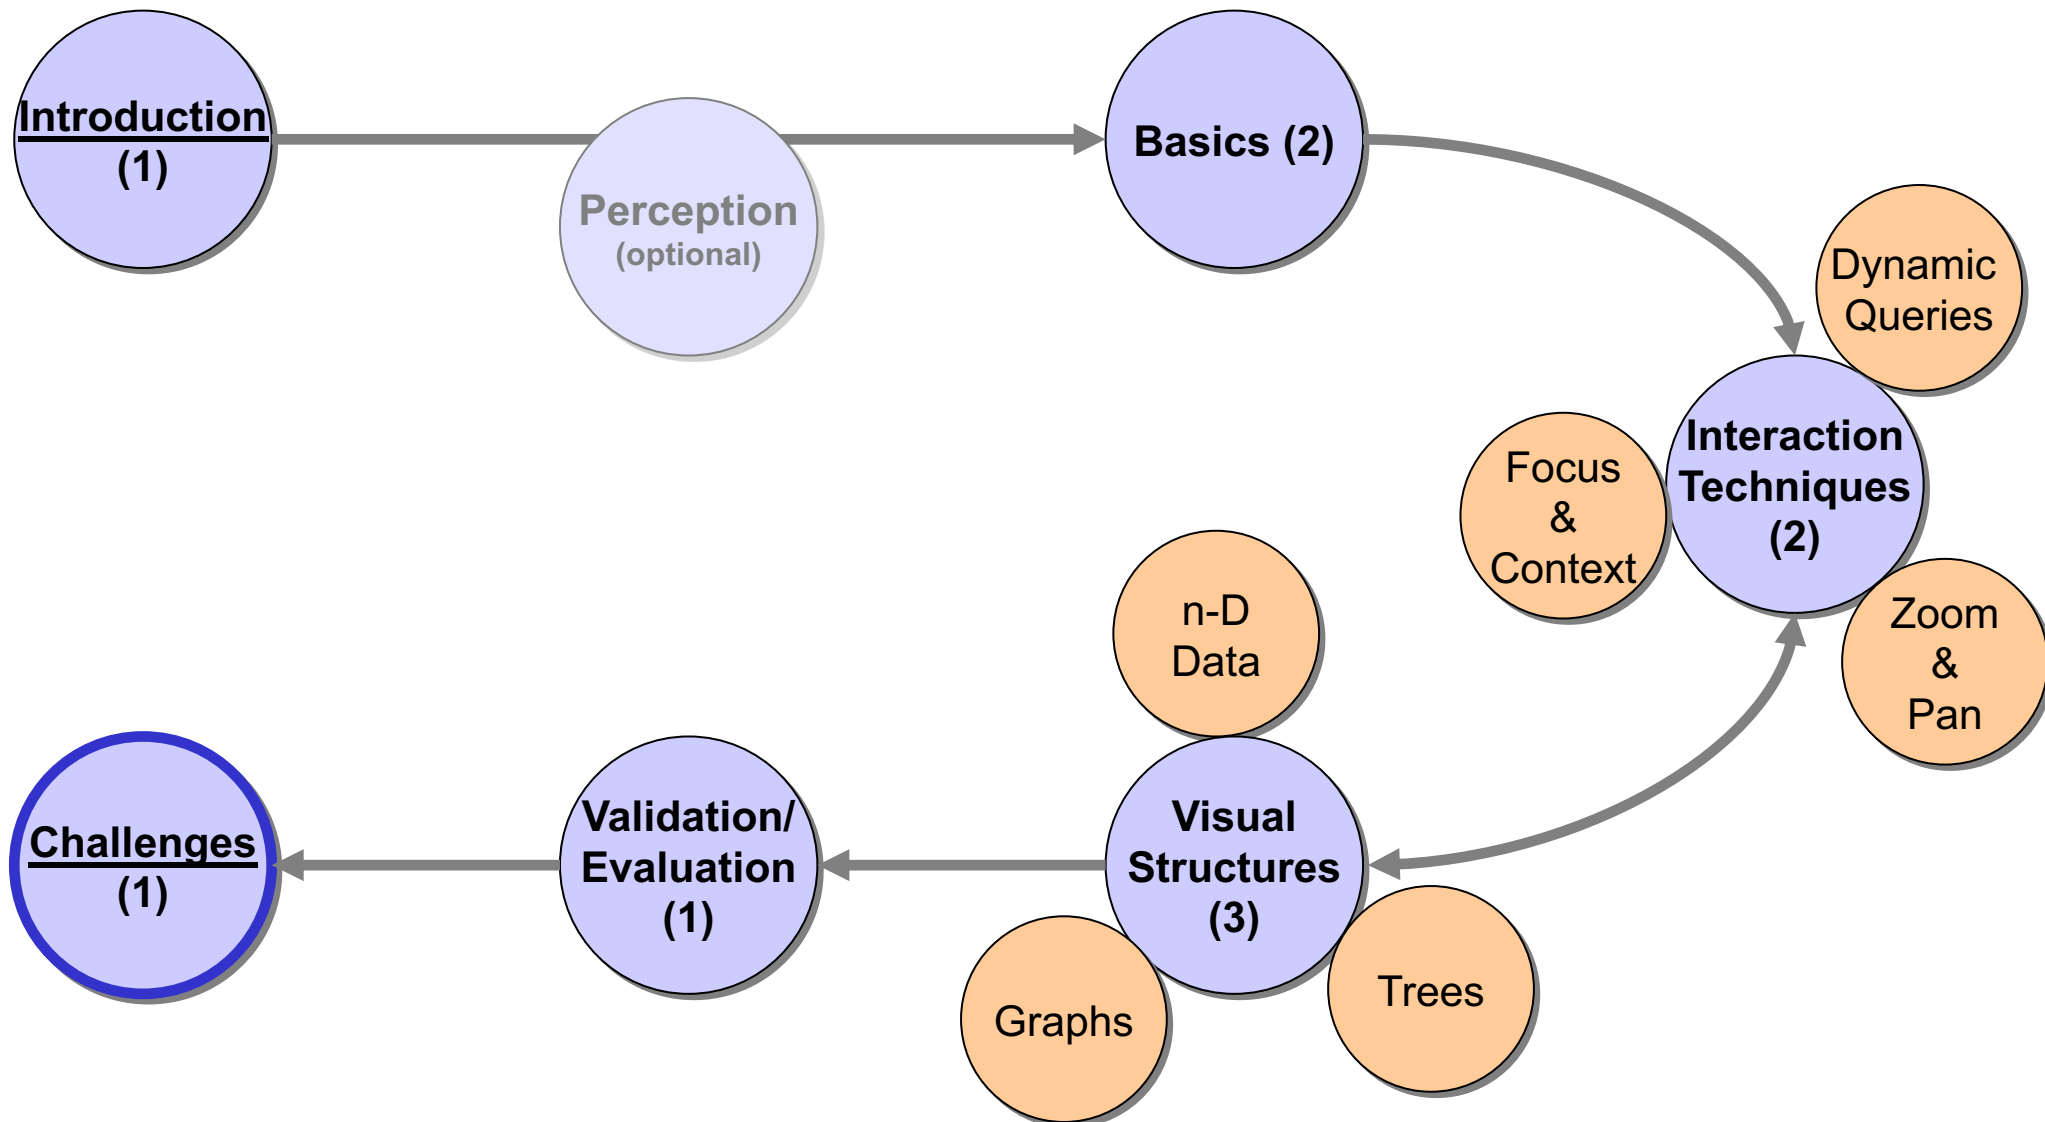 Introduction
(1)
Perception
(optional)
Basics (2)
Dynamic
Queries
Interaction
Techniques
(2)
Focus
&
Context
Zoom
&
Pan
n-D
Data
Visual
Structures
(3)
Trees
Graphs
Validation/
Evaluation
(1)
Challenges
(1)